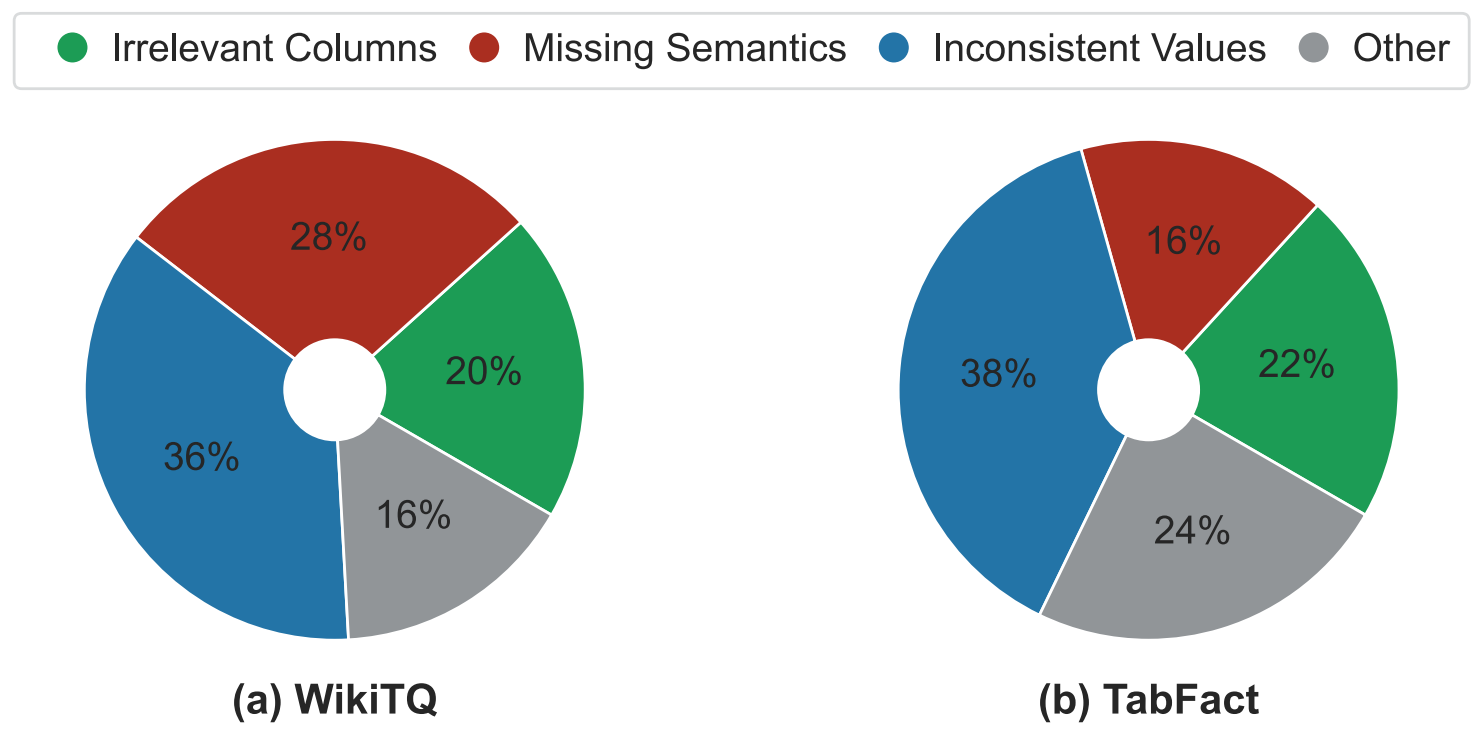 Irrelevant Columns Missing Semantics Inconsistent Values Other
28%
20%
36%
16%
16%
22%
38%
24%
(a) WikiTQ
(b) TabFact